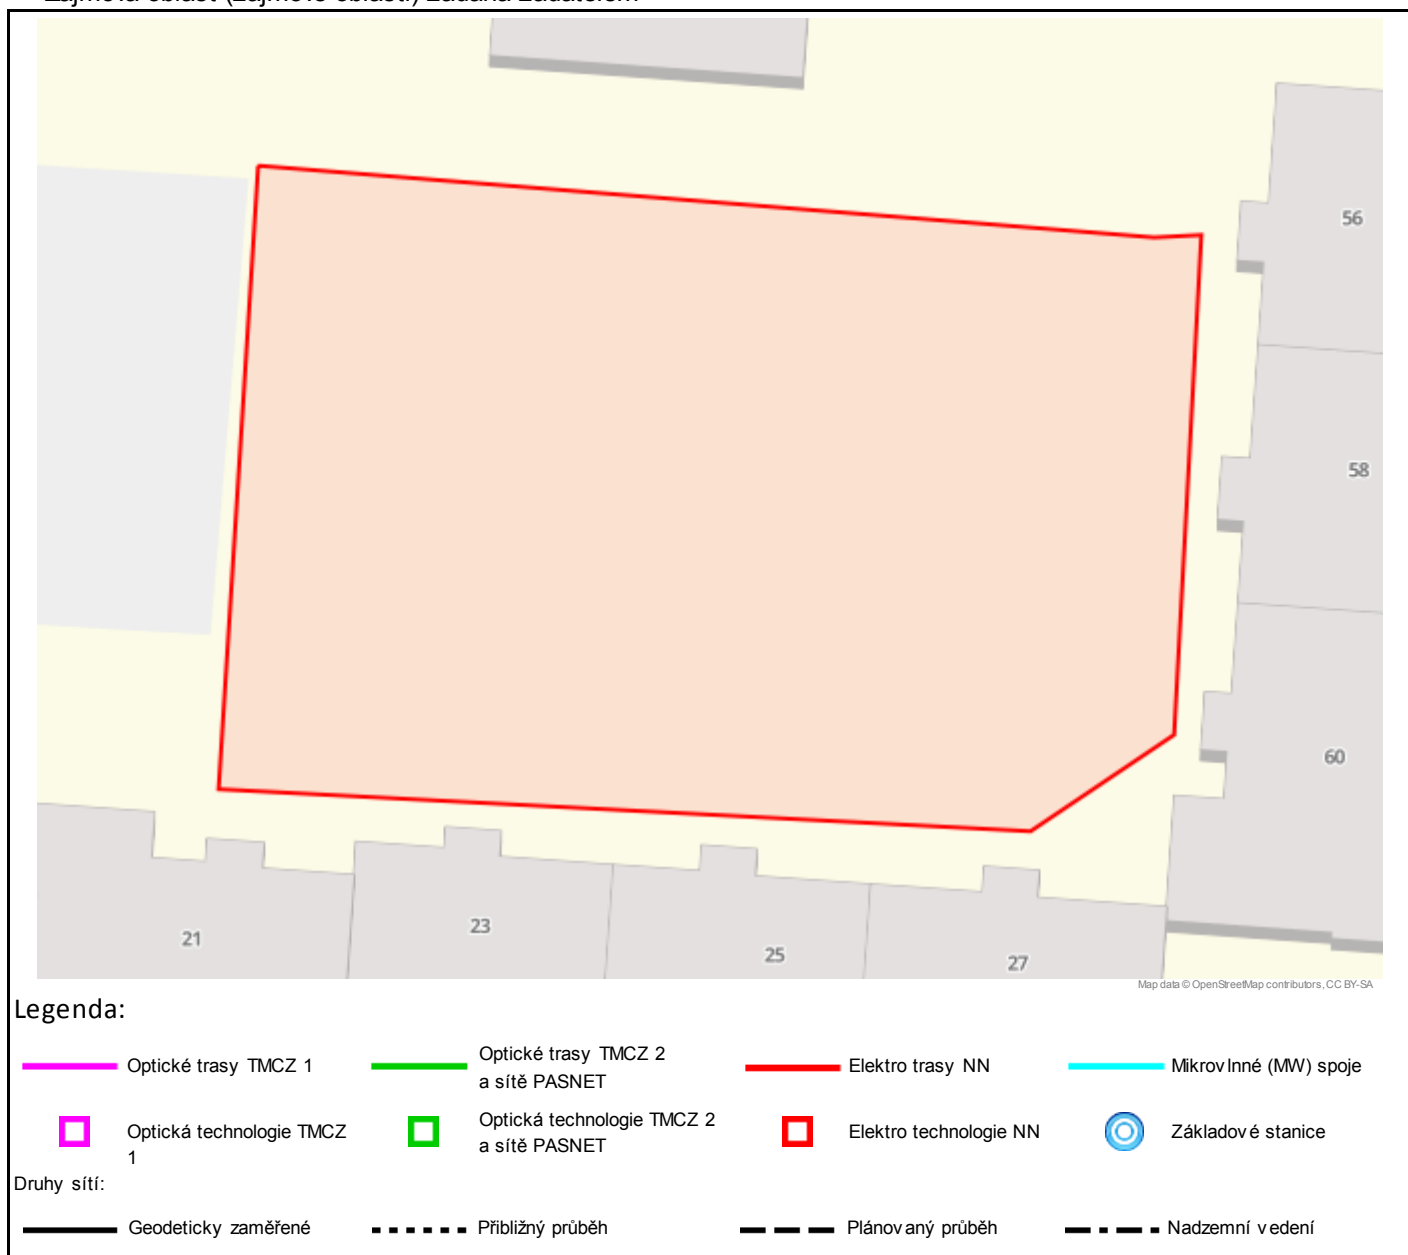 56
58
60
21
23
25
27
Map data © OpenStreetMap contributors, CC BY-SA
Legenda:
Optické trasy TMCZ 1
Optické trasy TMCZ 2
a sítě PASNET
Elektro trasy NN
Mikrovlnné (MW) spoje
Optická technologie TMCZ
1
Optická technologie TMCZ 2
a sítě PASNET
Elektro technologie NN
Základové stanice
Druhy sítí:
Geodeticky zaměřené
Přibližný průběh
Plánovaný průběh
Nadzemní vedení